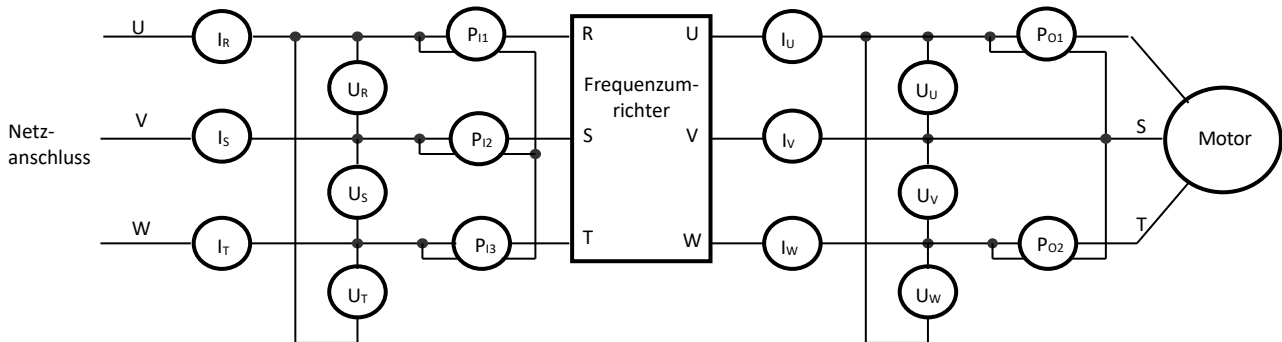 U
I_R
P_I1
R
U_R
V
I_S
P_I2
S
Netz-
anschluss
U_S
W
I_T
P_I3
T
U_T
Frequenzum-
richter
U
V
W
I_U
P_O1
U_U
I_V
S
Motor
U_V
I_W
P_O2
T
U_W